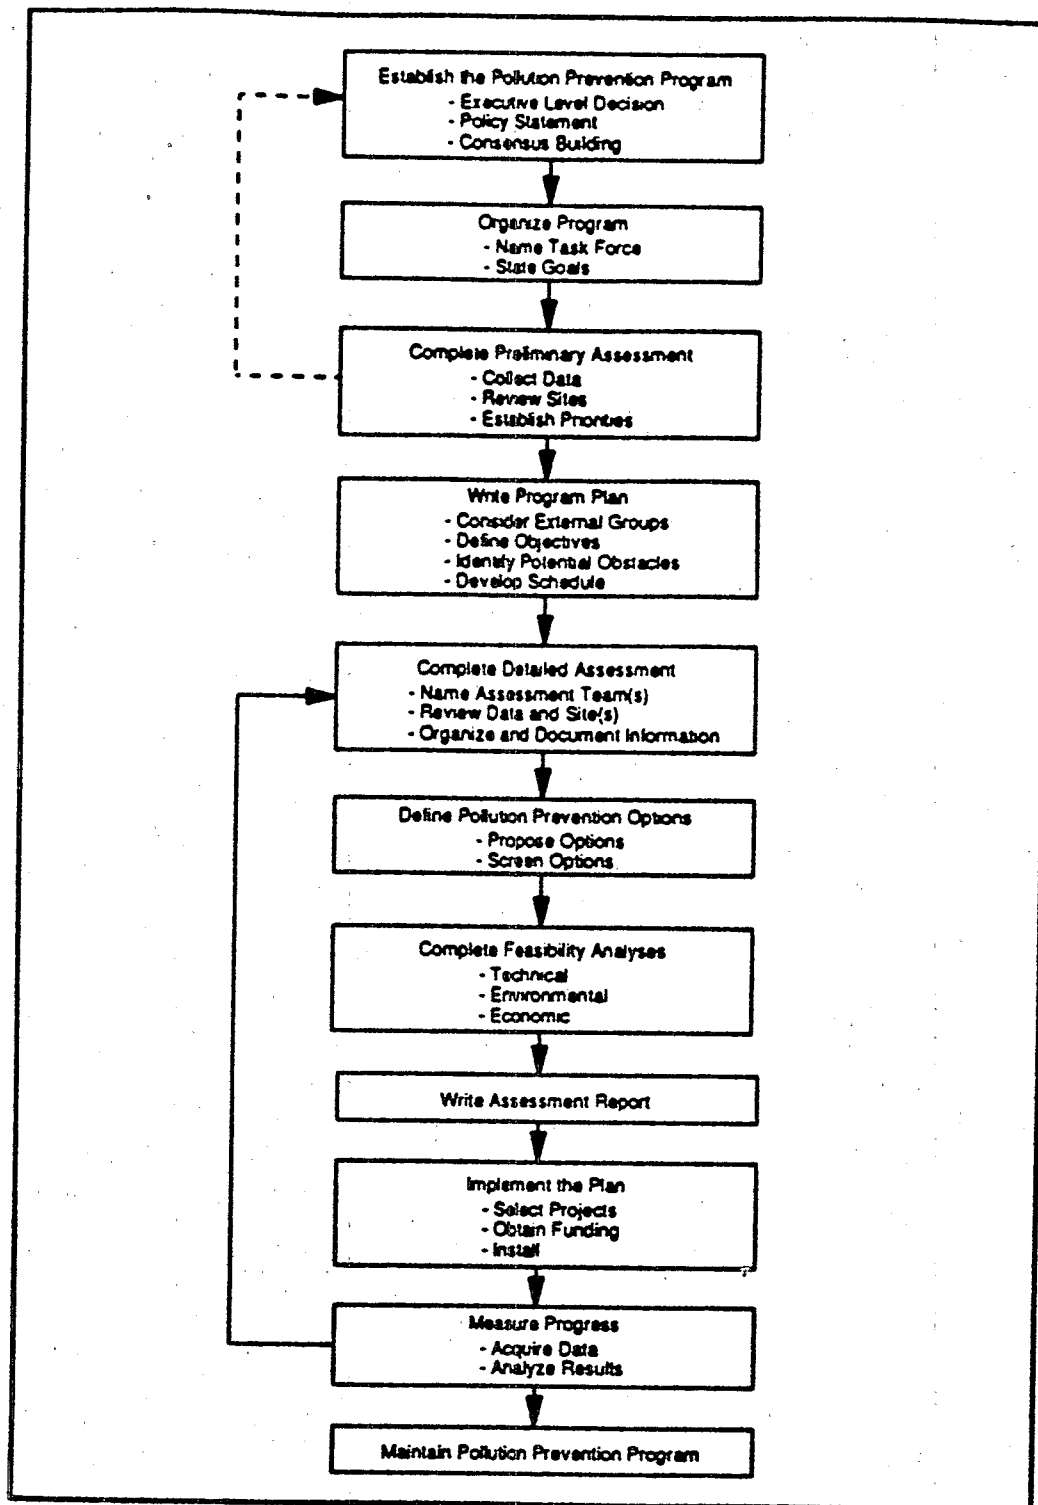 Establish the Pollution Prevention Program
- Executive Level Decision
- Policy Statement
- Consensus Building
Organize Program
- Name Task Force
- State Goals
Complete Preliminary Assessment
- Collect Data
- Review Sites
- Establish Priorities
Write Program Plan
- Consider External Groups
- Define Objectives
- Identify Potential Obstacles
- Develop Schedule
Complete Detailed Assessment
- Name Assessment Team(s)
- Review Data and Site(s)
- Organize and Document Information
Define Pollution Prevention Options
- Propose Options
- Screen Options
Complete Feasibility Analyses
- Technical
- Environmental
- Economic
Write Assessment Report
Implement the Plan
- Select Projects
- Obtain Funding
- Install
Measure Progress
- Acquire Data
- Analyze Results
Maintain Pollution Prevention Program